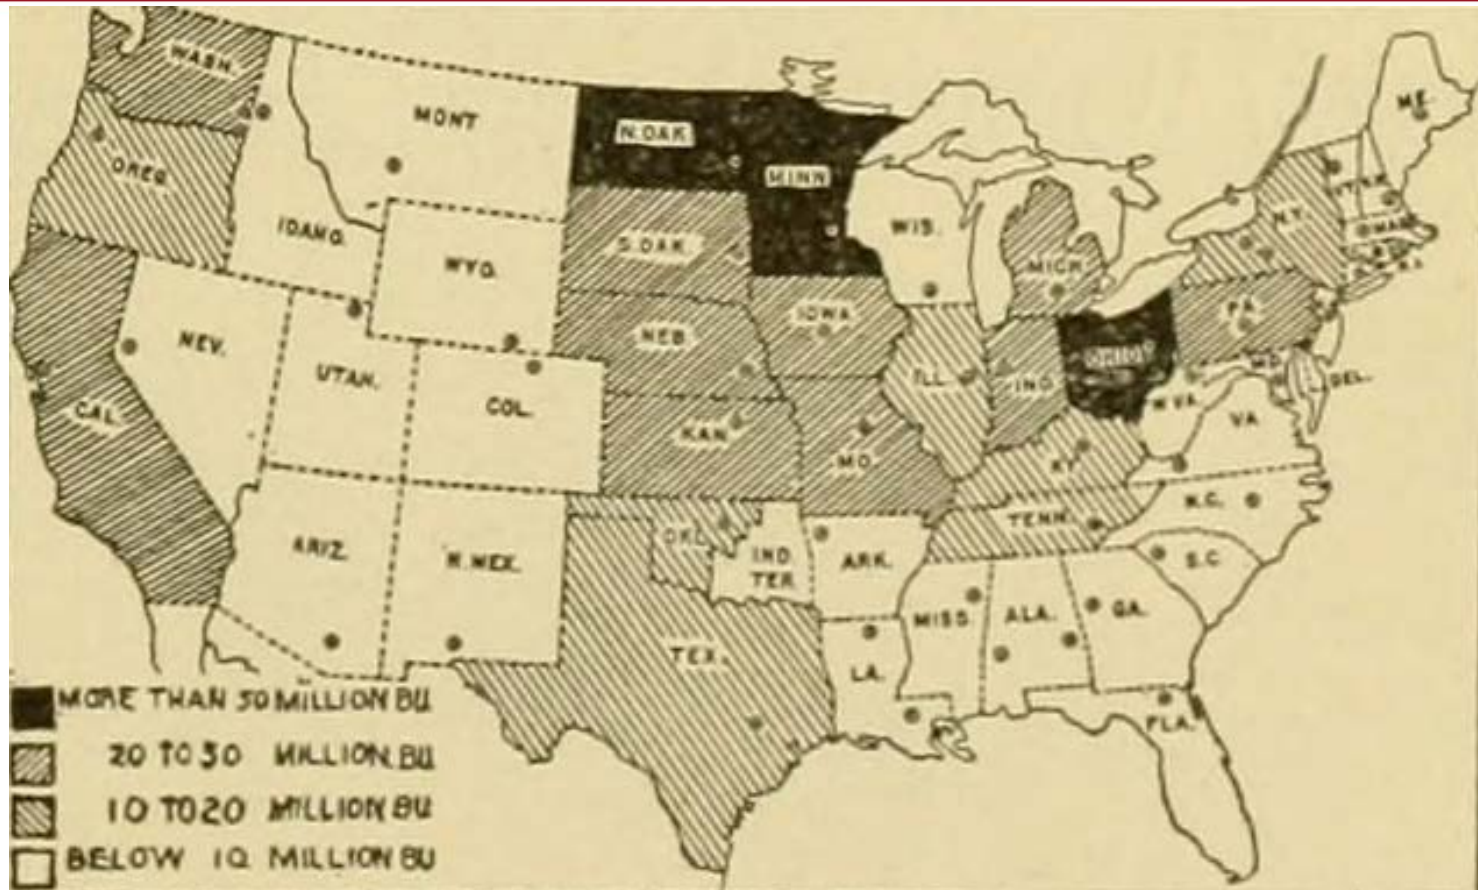 WASH.
MONT
N.DAK
MINN
ME.
OREG.
IDAHO.
WYO.
S.DAK.
WIS.
MICH
N.Y.
VT.
N.H.
MASS
NEV.
UTAH.
COL.
NEB.
IOWA
ILL.
IND.
OHIO
PA.
MD.
DEL.
CAL.
KAN.
MO.
KY.
W.VA.
VA.
ARIZ.
N.MEX.
OKL.
IND.
TER.
ARK.
TENN.
N.C.
S.C.
TEX.
LA.
MISS.
ALA.
GA.
FLA.
MORE THAN 30 MILLION BU
20 TO 30 MILLION BU
10 TO 20 MILLION BU
BELOW 10 MILLION BU